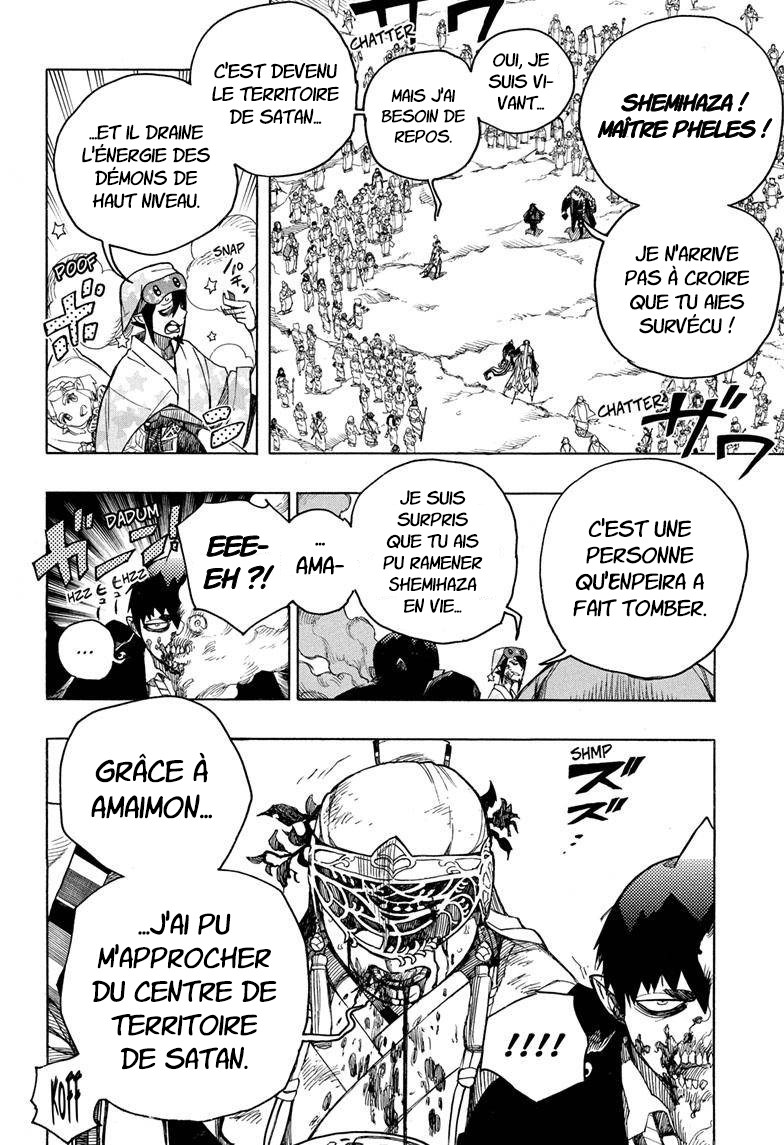 SHEMIHAZA !
MAÎTRE PHELES !
JE N'ARRIVE
PAS À CROIRE
QUE TU AIES
SURVÉCU !
OUI, JE
SUIS VI-
VANT...
MAIS J'AI
BESOIN DE
REPOS.
CHATTER
CHATTER
ザワ
C'EST DEVENU
LE TERRITOIRE
DE SATAN...
...ET IL DRAINE
L'ÉNERGIE DES
DÉMONS DE
HAUT NIVEAU.
SNAP
POOF
C'EST UNE
PERSONNE
QU'ENPEIRA A
FAIT TOMBER.
JE SUIS
SURPRIS
QUE TU AIS
PU RAMENER
SHEMIHAZA
EN VIE...
...
AMA-
EEE-
EH ?!
DADUM
HZZ
HZZ
...
SHMP
ズズ
GRÂCE À
AMAIMON...
...J'AI PU
M'APPROCHER
DU CENTRE DE
TERRITOIRE
DE SATAN.
!!!!
KOFF